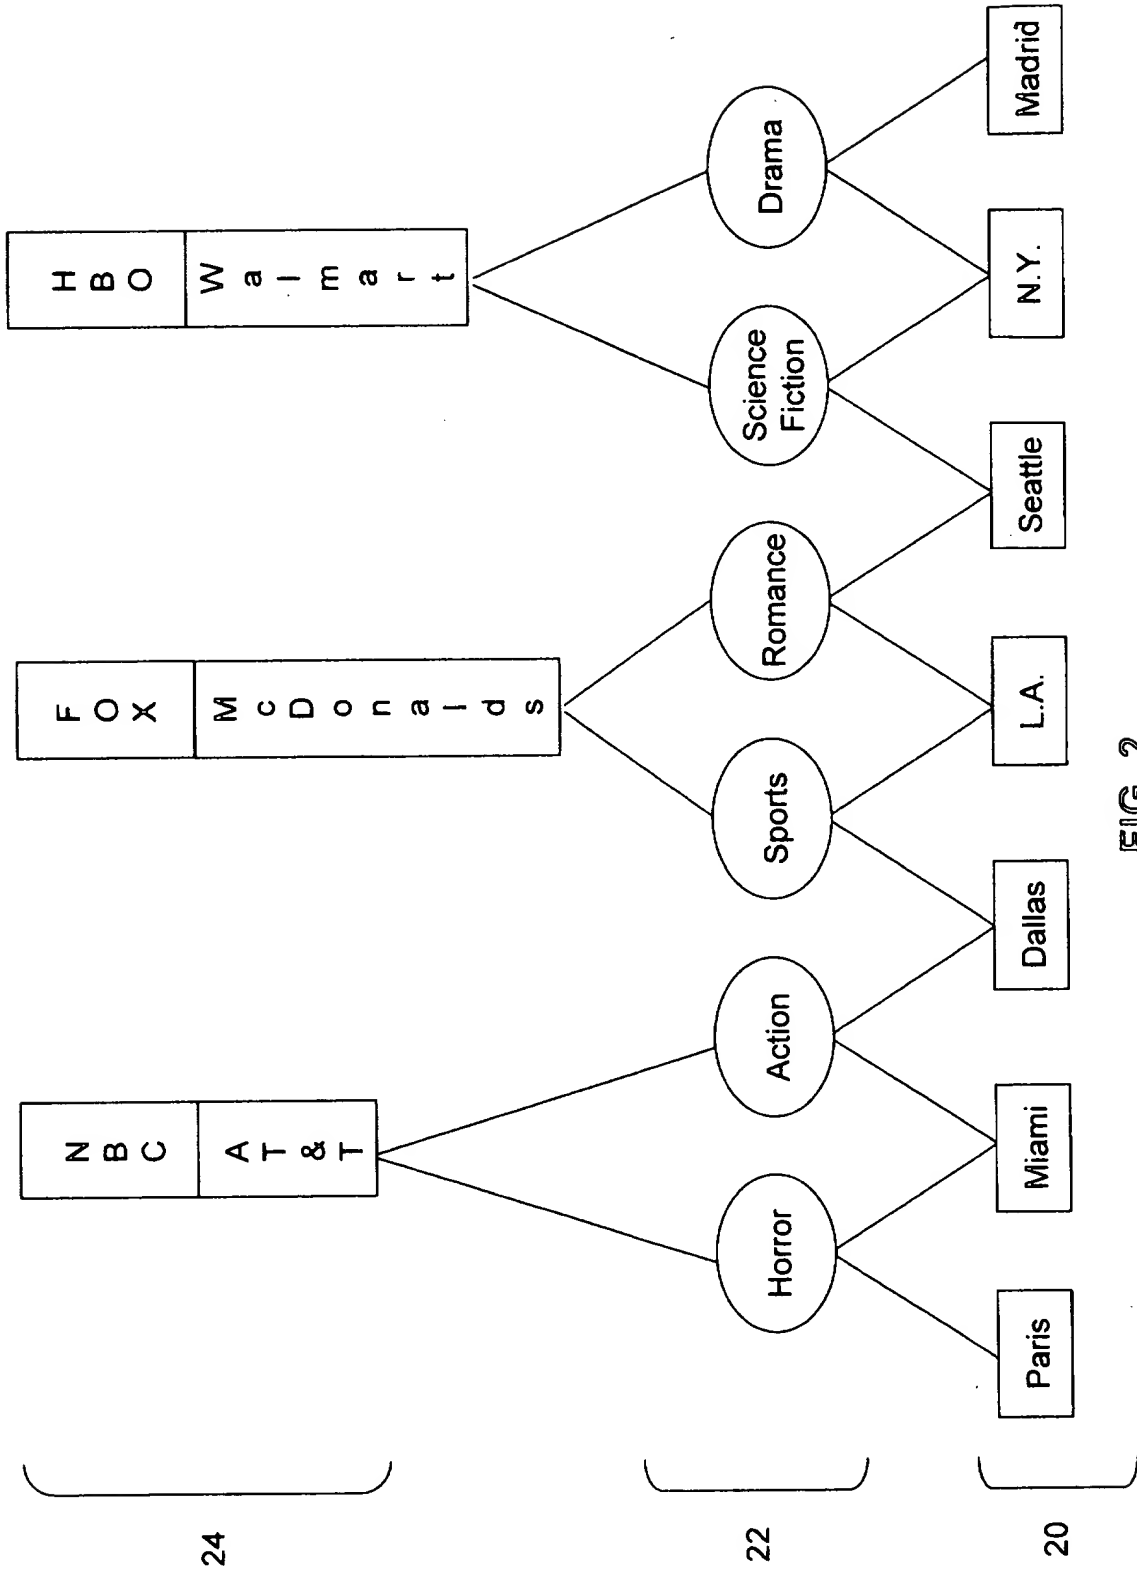 24
NBC
AT&T
FOX
McDonalds
HBO
Walmart
22
Horror
Action
Sports
Romance
Science
Fiction
Drama
20
Paris
Miami
Dallas
L.A.
Seattle
N.Y.
Madrid
FIG 2